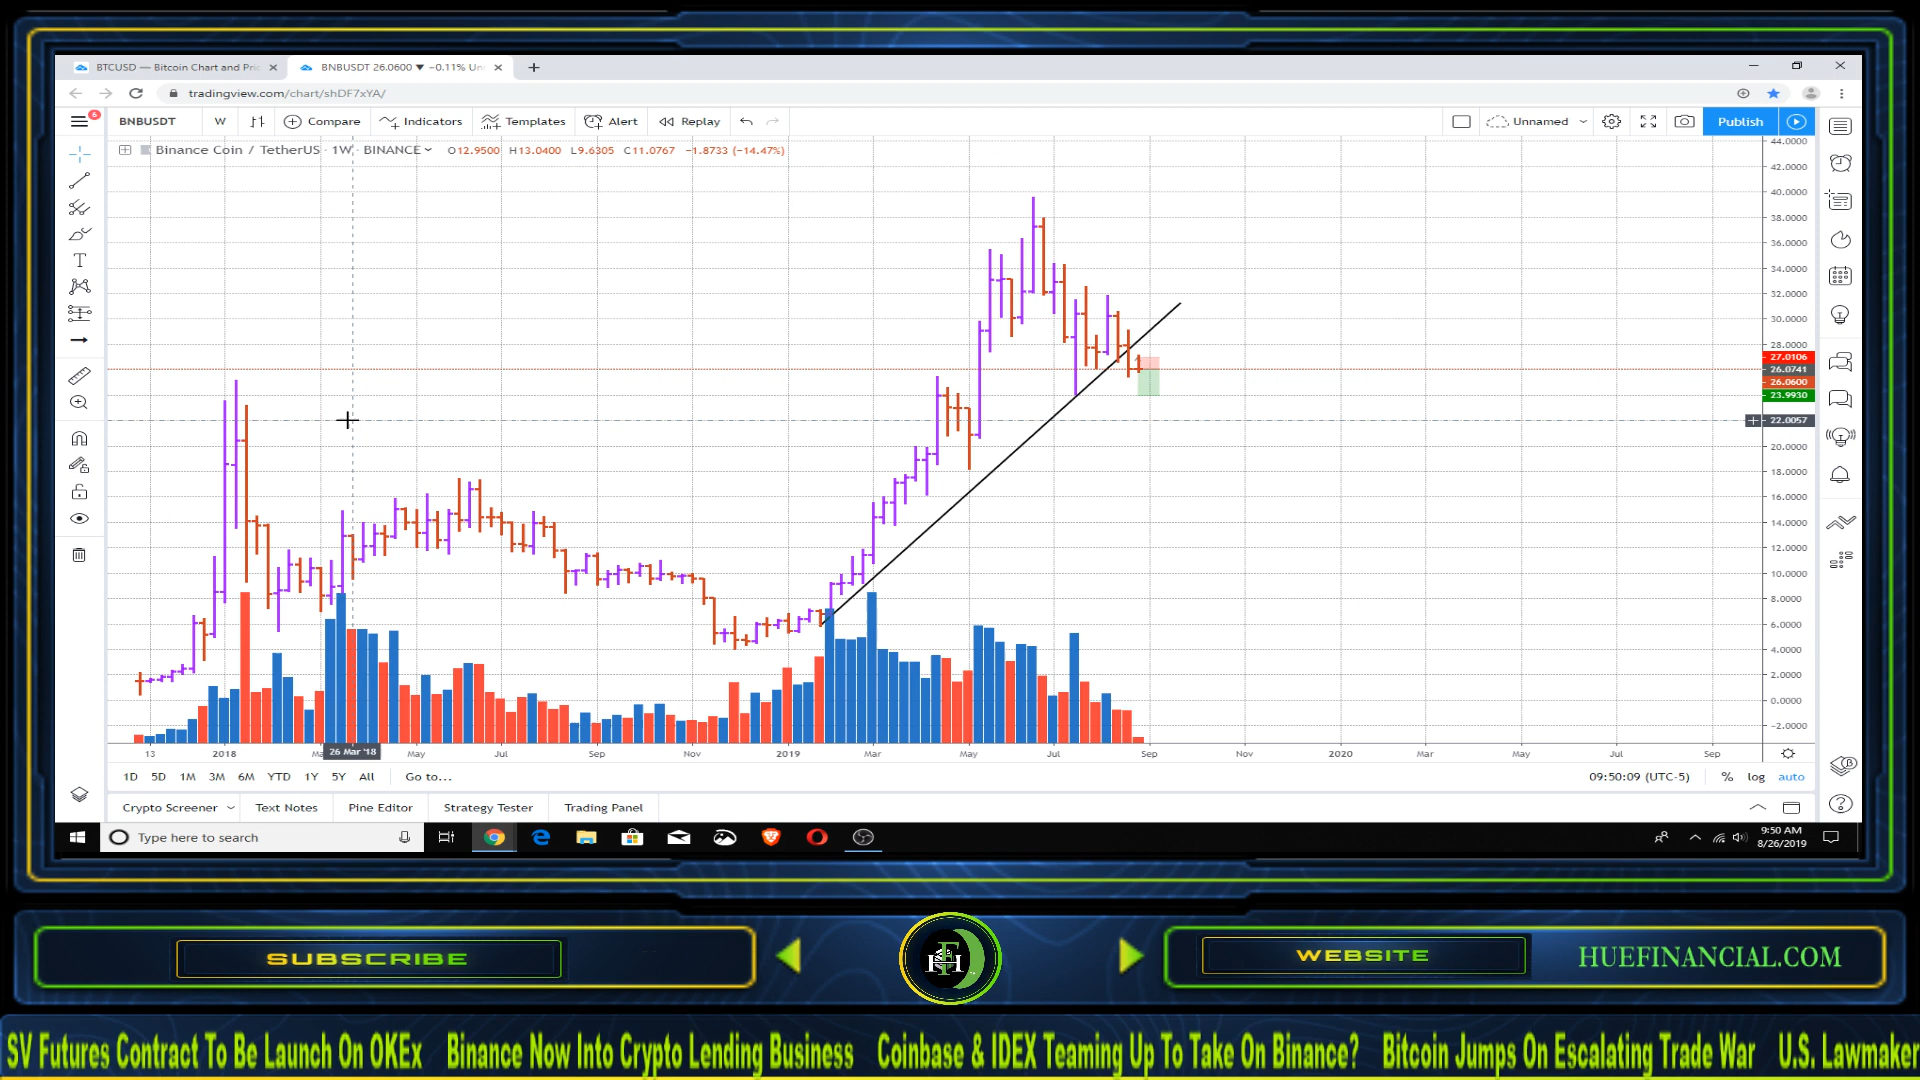 BTCUSD — Bitcoin Chart and Pric
BNBUSDT 26.0600 ▼ −0.11% Un
tradingview.com/chart/shDF7xYA/
6
BNBUSDT W Compare Indicators Templates Alert Replay Unnamed Publish
Binance Coin / TetherUS · 1W · BINANCE O12.9500 H13.0400 L9.6305 C11.0767 −1.8733 (−14.47%)
44.0000
42.0000
40.0000
38.0000
36.0000
34.0000
32.0000
30.0000
28.0000
27.0106
26.0741
26.0600
23.9930
22.0057
20.0000
18.0000
16.0000
14.0000
12.0000
10.0000
8.0000
6.0000
4.0000
2.0000
0.0000
−2.0000
13 2018 Ma 26 Mar '18 May Jul Sep Nov 2019 Mar May Jul Sep Nov 2020 Mar May Jul Sep
1D 5D 1M 3M 6M YTD 1Y 5Y All Go to... 09:50:09 (UTC-5) % log auto
Crypto Screener Text Notes Pine Editor Strategy Tester Trading Panel
Type here to search
9:50 AM
8/26/2019
SUBSCRIBE
WEBSITE HUEFINANCIAL.COM
SV Futures Contract To Be Launch On OKEx Binance Now Into Crypto Lending Business Coinbase & IDEX Teaming Up To Take On Binance? Bitcoin Jumps On Escalating Trade War U.S. Lawmaker